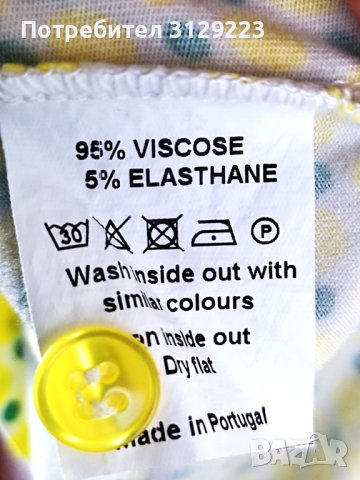 Потребител 3129223
95% VISCOSE
5% ELASTHANE
30 P
Wash inside out with
similar colours
inside out
Dry flat
Made in Portugal
BAZAR